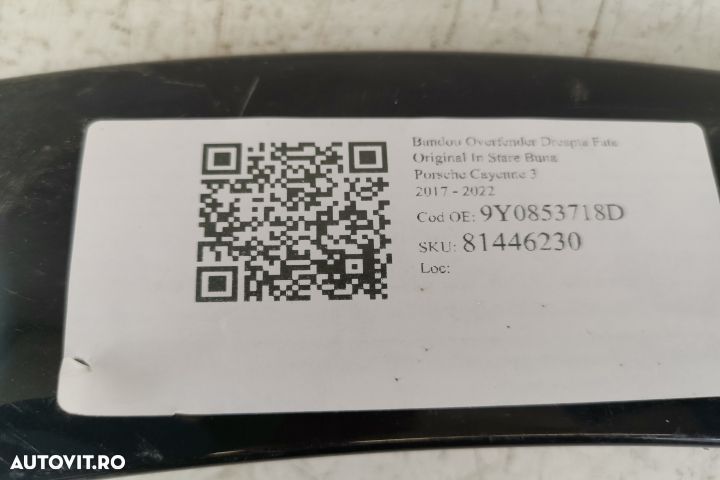 Bandou Overfender Dreapta Fata
Original In Stare Buna
Porsche Cayenne 3
2017 - 2022
Cod OE: 9Y0853718D
SKU: 81446230
Loc:
AUTOVIT.RO